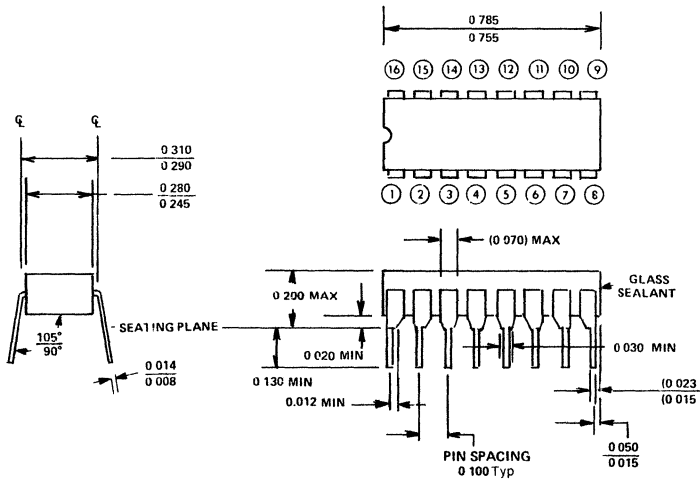 0 785
0 755
16 15 14 13 12 11 10 9
1 2 3 4 5 6 7 8
℄ ℄
0 310
0 290
0 280
0 245
(0 070) MAX
GLASS
SEALANT
0 200 MAX
SEATING PLANE
105°
90°
0 020 MIN
0 030 MIN
0 014
0 008
0 130 MIN
0.012 MIN
(0 023
(0 015
PIN SPACING
0 100 Typ
0 050
0 015